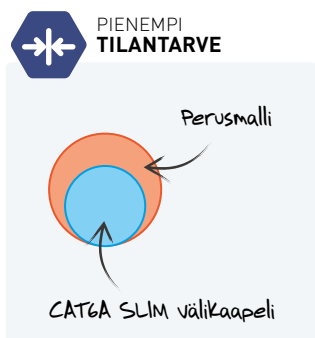 PIENEMPI
TILANTARVE
Perusmalli
CAT6A SLIM välikaapeli